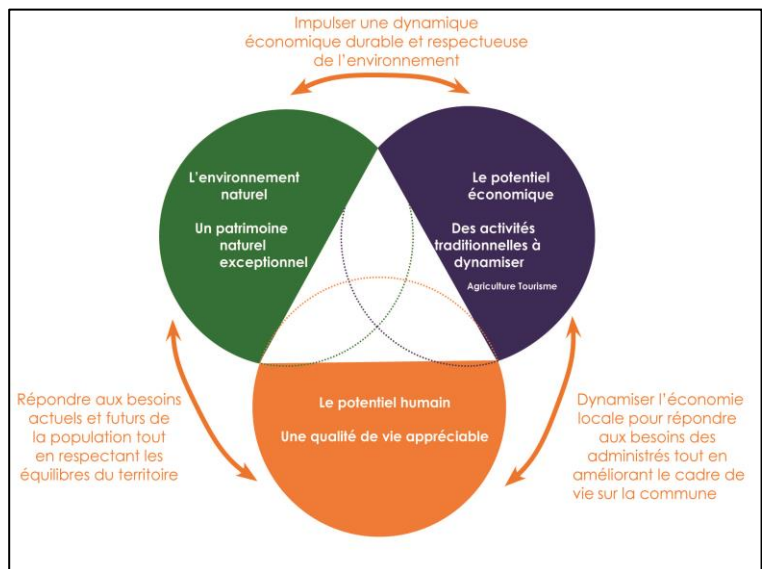 Impulser une dynamique
économique durable et respectueuse
de l'environnement
L'environnement
naturel
Un patrimoine
naturel
exceptionnel
Le potentiel
économique
Des activités
traditionnelles à
dynamiser
Agriculture Tourisme
Le potentiel humain
Une qualité de vie appréciable
Répondre aux besoins
actuels et futurs de
la population tout
en respectant les
équilibres du territoire
Dynamiser l'économie
locale pour répondre
aux besoins des
administrés tout en
améliorant le cadre de
vie sur la commune